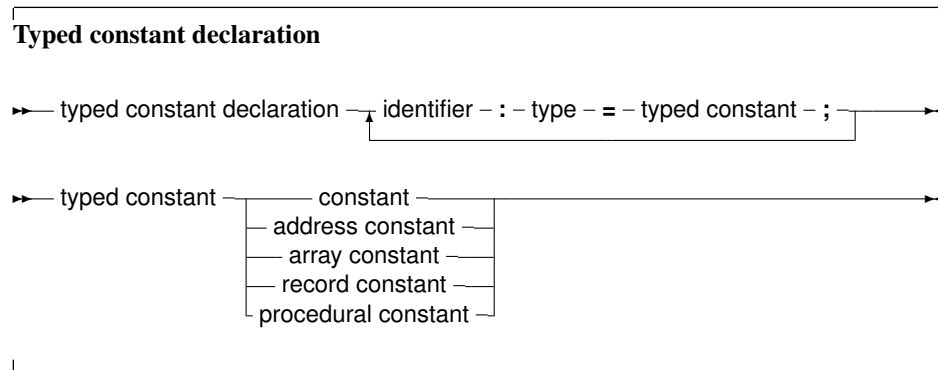 Typed constant declaration
typed constant declaration identifier : type = typed constant ;
typed constant constant
address constant
array constant
record constant
procedural constant